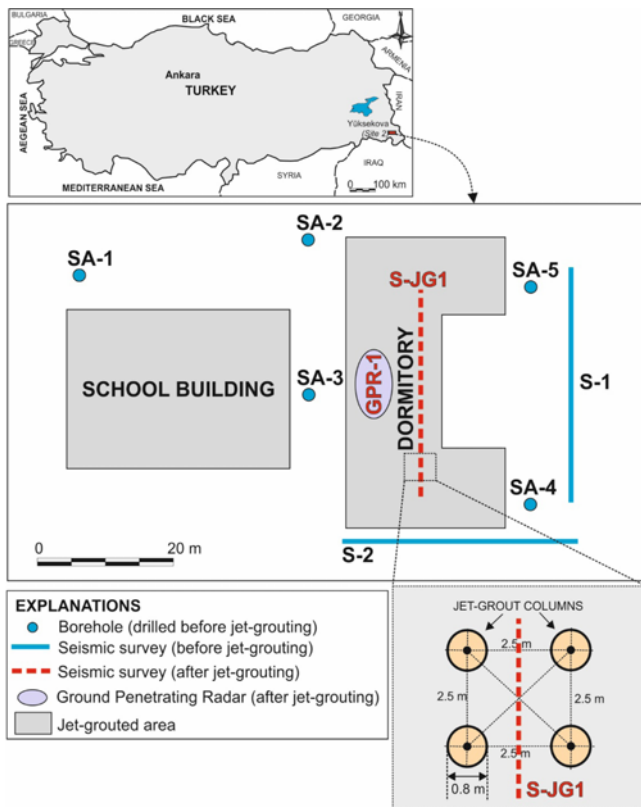 BULGARIA
BLACK SEA
GEORGIA
GREECE
Ankara
TURKEY
ARMENIA
IRAN
AEGEAN SEA
Yüksekova
(Site 2)
MEDITERRANEAN SEA
SYRIA
IRAQ
0 100 km
SA-1
SA-2
S-JG1
SA-5
SCHOOL BUILDING
SA-3
GPR-1
DORMITORY
S-1
SA-4
0 20 m
S-2
EXPLANATIONS
Borehole (drilled before jet-grouting)
Seismic survey (before jet-grouting)
Seismic survey (after jet-grouting)
Ground Penetrating Radar (after jet-grouting)
Jet-grouted area
JET-GROUT COLUMNS
2.5 m
2.5 m
2.5 m
2.5 m
0.8 m
S-JG1